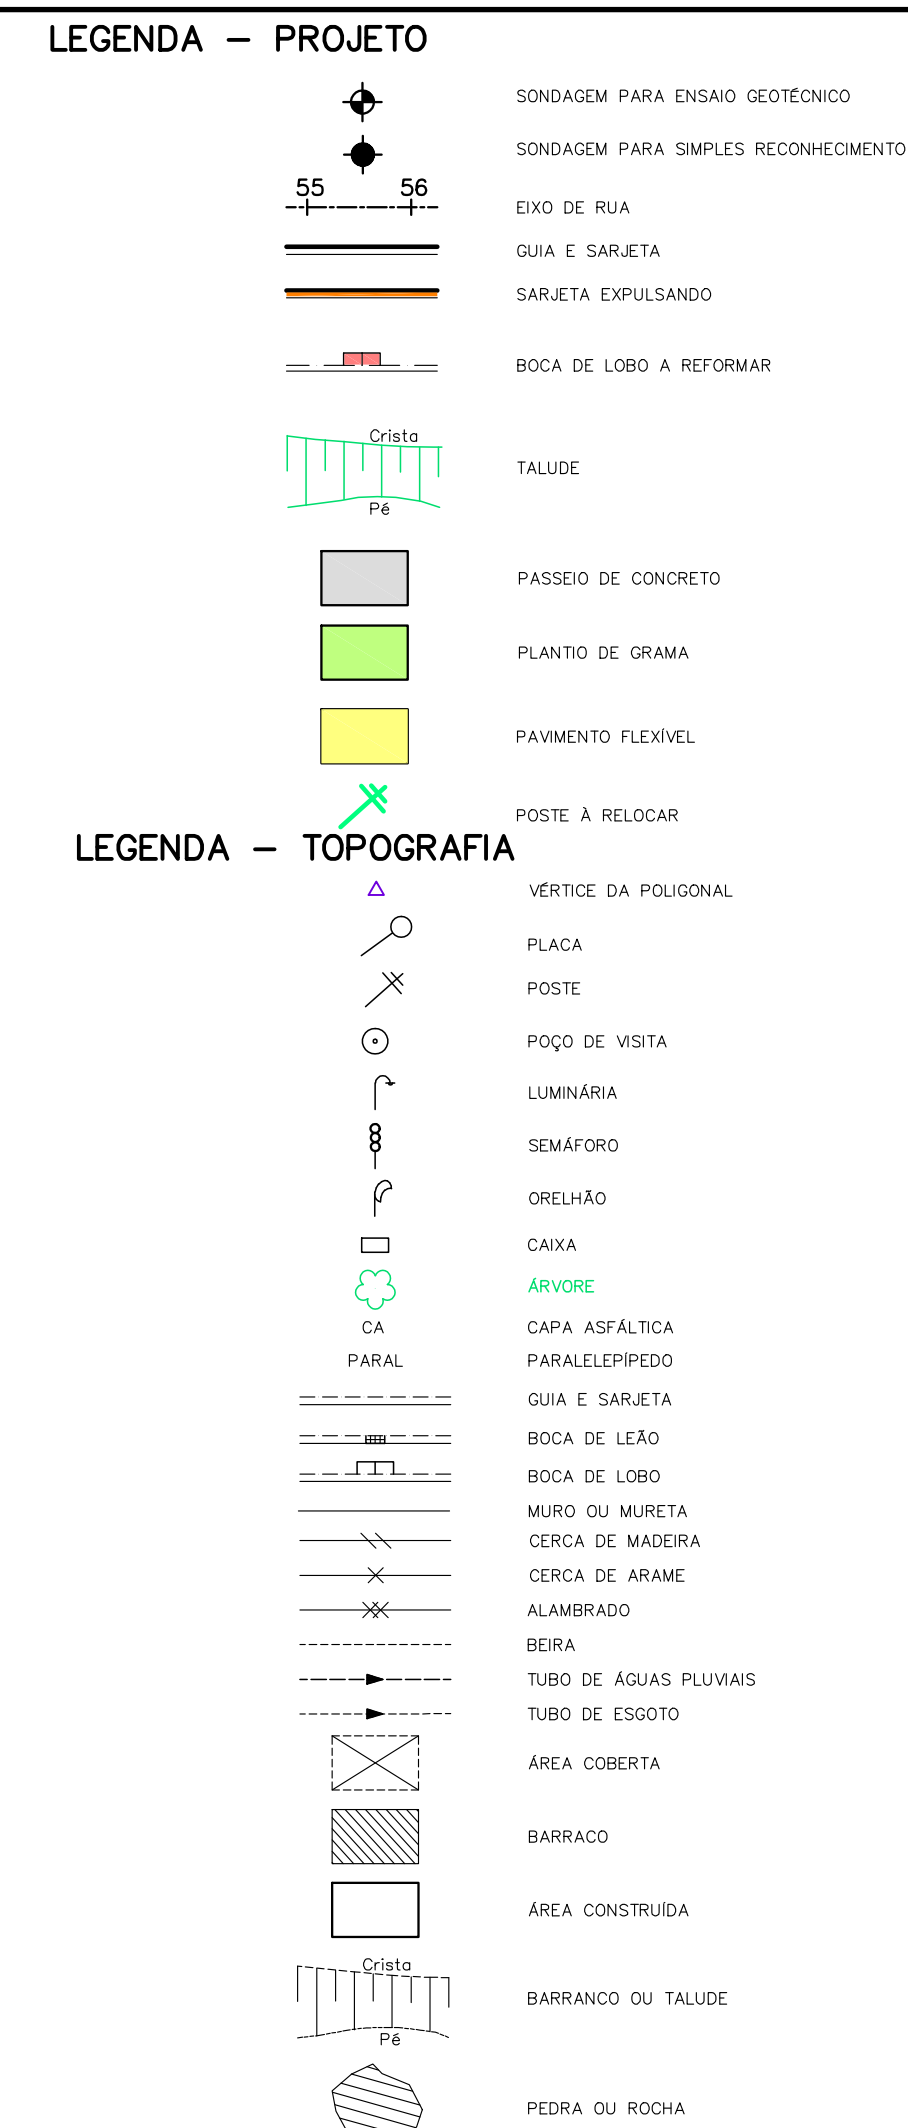 LEGENDA – PROJETO
SONDAGEM PARA ENSAIO GEOTÉCNICO
SONDAGEM PARA SIMPLES RECONHECIMENTO
55 56
EIXO DE RUA
GUIA E SARJETA
SARJETA EXPULSANDO
BOCA DE LOBO A REFORMAR
Crista
TALUDE
Pé
PASSEIO DE CONCRETO
PLANTIO DE GRAMA
PAVIMENTO FLEXÍVEL
POSTE À RELOCAR
LEGENDA – TOPOGRAFIA
VÉRTICE DA POLIGONAL
PLACA
POSTE
POÇO DE VISITA
LUMINÁRIA
SEMÁFORO
ORELHÃO
CAIXA
ÁRVORE
CA CAPA ASFÁLTICA
PARAL PARALELEPÍPEDO
GUIA E SARJETA
BOCA DE LEÃO
BOCA DE LOBO
MURO OU MURETA
CERCA DE MADEIRA
CERCA DE ARAME
ALAMBRADO
BEIRA
TUBO DE ÁGUAS PLUVIAIS
TUBO DE ESGOTO
ÁREA COBERTA
BARRACO
ÁREA CONSTRUÍDA
Crista
BARRANCO OU TALUDE
Pé
PEDRA OU ROCHA